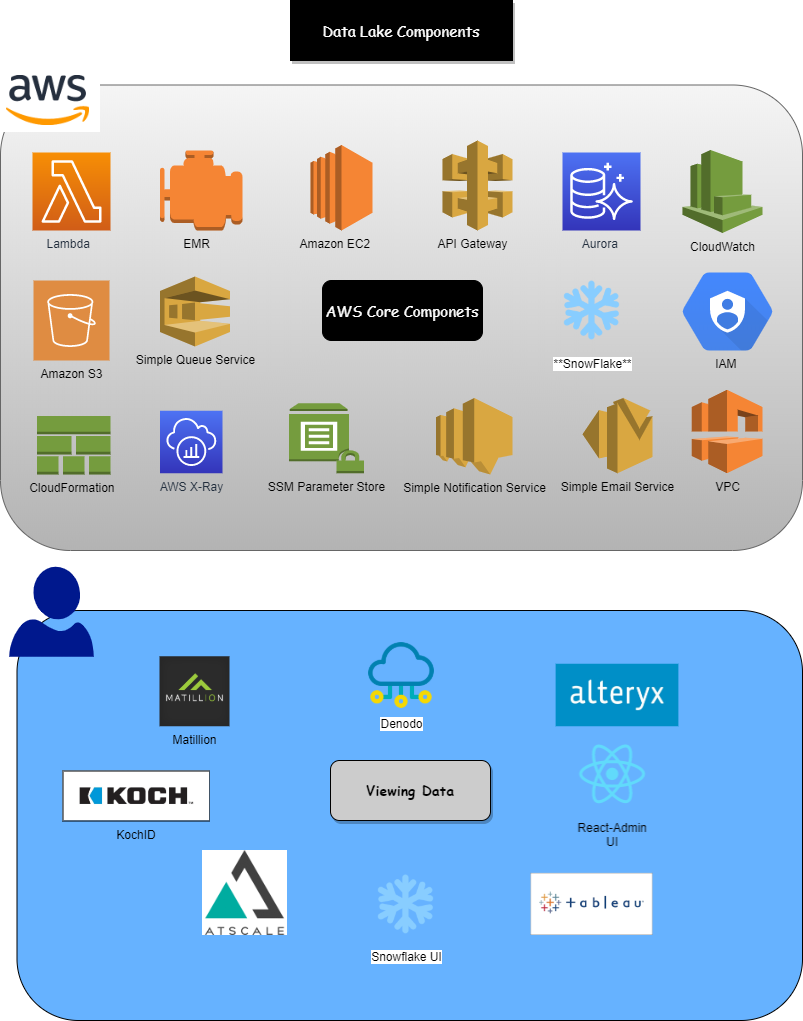 Data Lake Components
aws
Lambda
EMR
Amazon EC2
API Gateway
Aurora
CloudWatch
AWS Core Componets
Amazon S3
Simple Queue Service
**SnowFlake**
IAM
CloudFormation
AWS X-Ray
SSM Parameter Store
Simple Notification Service
Simple Email Service
VPC
MATILLION
Matillion
Denodo
alteryx
KOCH™
KochID
Viewing Data
React-Admin
UI
ATSCALE
Snowflake UI
tableau